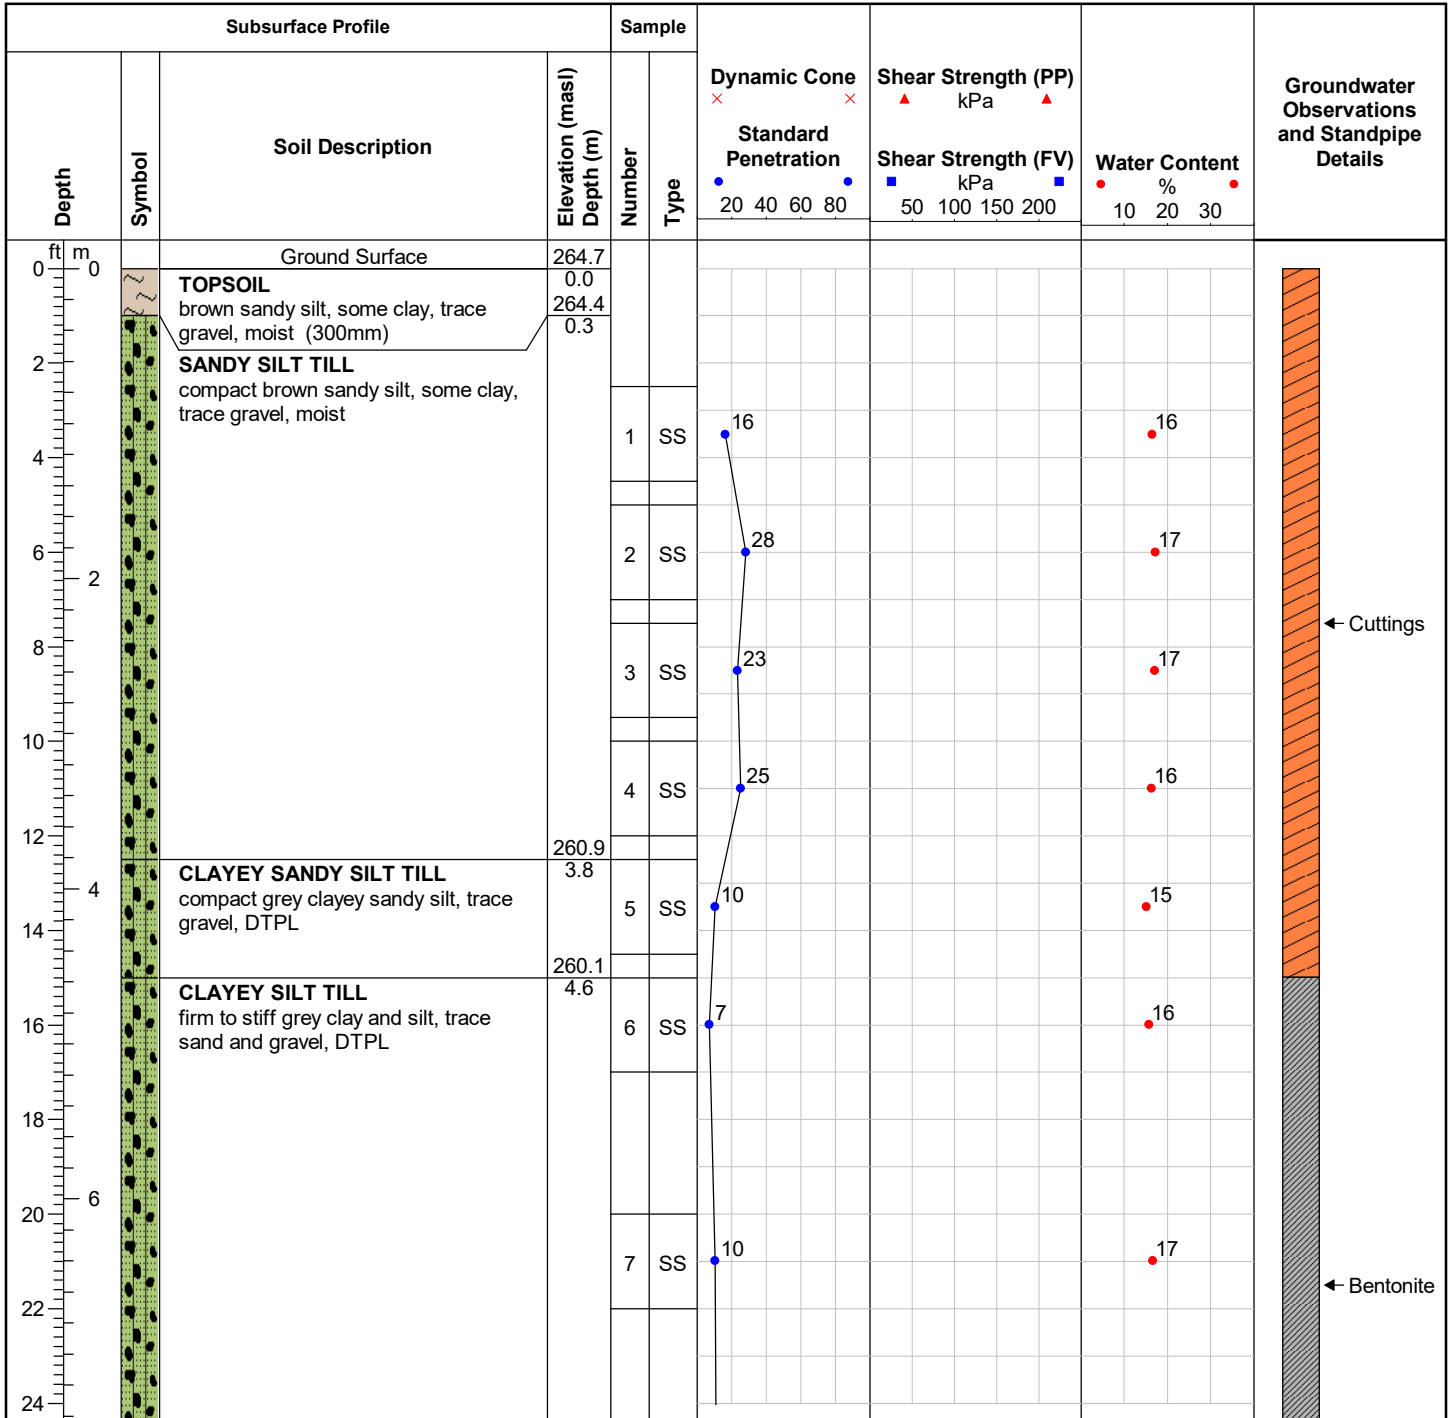 Subsurface Profile
Sample
Depth
Symbol
Soil Description
Elevation (masl)
Depth (m)
Number
Type
Dynamic Cone
Standard
Penetration
20 40 60 80
Shear Strength (PP)
kPa
Shear Strength (FV)
kPa
50 100 150 200
Water Content
%
10 20 30
Groundwater
Observations
and Standpipe
Details
ft m
Ground Surface
264.7
0 0
0.0
TOPSOIL
brown sandy silt, some clay, trace
gravel, moist (300mm)
264.4
0.3
2
SANDY SILT TILL
compact brown sandy silt, some clay,
trace gravel, moist
1 SS
16
16
4
2 SS
28
17
6
2
Cuttings
8
3 SS
23
17
10
4 SS
25
16
12
260.9
3.8
CLAYEY SANDY SILT TILL
compact grey clayey sandy silt, trace
gravel, DTPL
4
5 SS
10
15
14
260.1
4.6
CLAYEY SILT TILL
firm to stiff grey clay and silt, trace
sand and gravel, DTPL
16
6 SS
7
16
18
6
20
7 SS
10
17
Bentonite
22
24